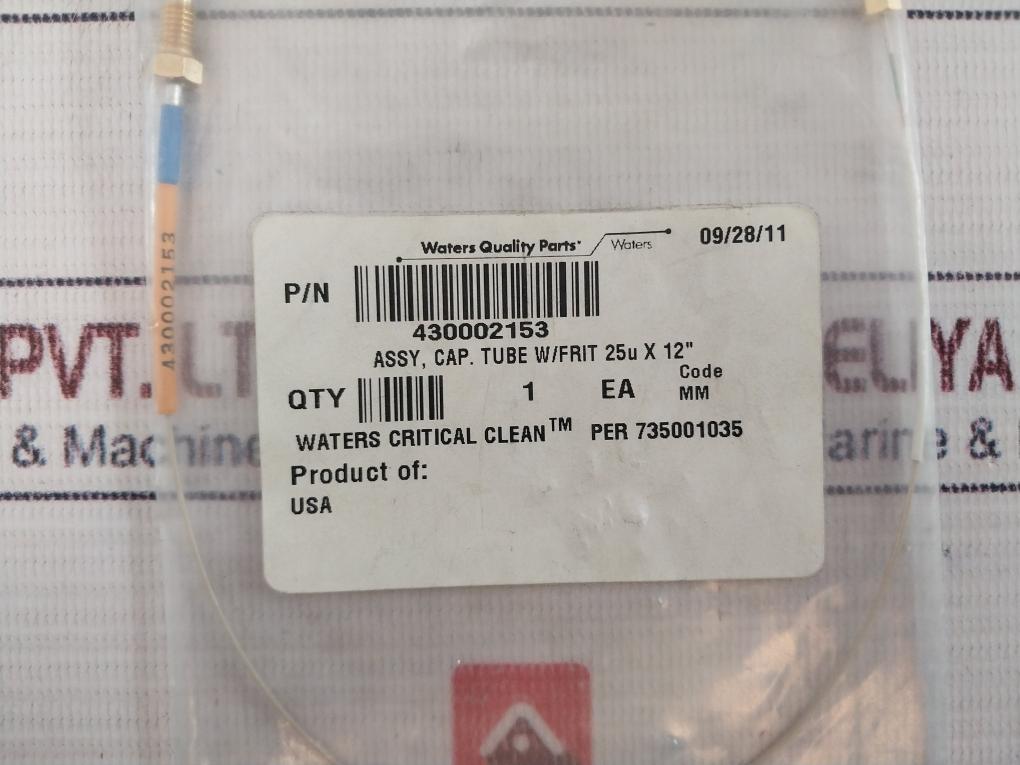 Waters Quality Parts
Waters
09/28/11
P/N
430002153
ASSY, CAP. TUBE W/FRIT 25u X 12"
QTY
1
EA
Code
MM
WATERS CRITICAL CLEAN™ PER 735001035
Product of:
USA
430002153
PVT. LT
ELIYA
& Machine
arine &